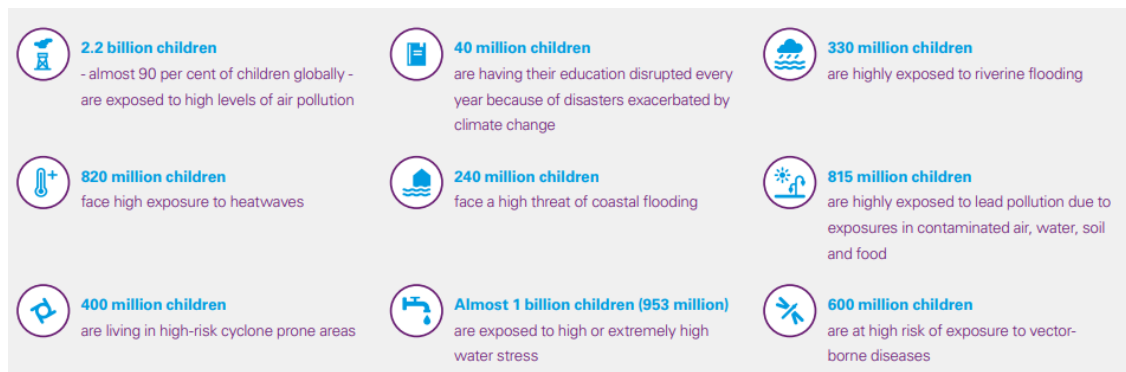 2.2 billion children
- almost 90 per cent of children globally -
are exposed to high levels of air pollution
40 million children
are having their education disrupted every
year because of disasters exacerbated by
climate change
330 million children
are highly exposed to riverine flooding
820 million children
face high exposure to heatwaves
240 million children
face a high threat of coastal flooding
815 million children
are highly exposed to lead pollution due to
exposures in contaminated air, water, soil
and food
400 million children
are living in high-risk cyclone prone areas
Almost 1 billion children (953 million)
are exposed to high or extremely high
water stress
600 million children
are at high risk of exposure to vector-
borne diseases